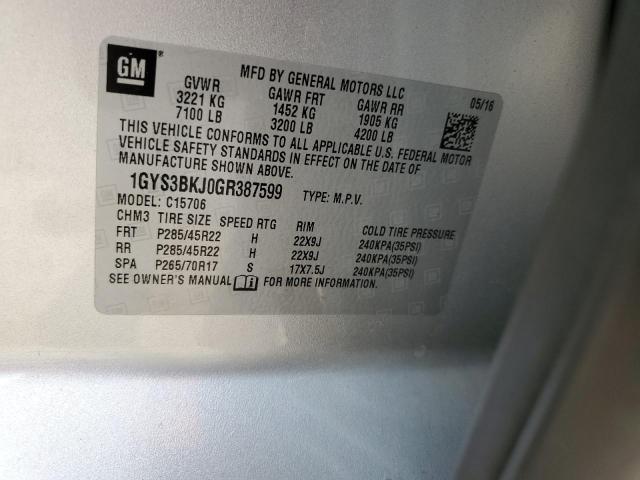 GM ®
MFD BY GENERAL MOTORS LLC
GVWR GAWR FRT GAWR RR 05/16
3221 KG 1452 KG 1905 KG
7100 LB 3200 LB 4200 LB
THIS VEHICLE CONFORMS TO ALL APPLICABLE U.S. FEDERAL MOTOR
VEHICLE SAFETY STANDARDS IN EFFECT ON THE DATE OF
MANUFACTURE SHOWN ABOVE.
1GYS3BKJ0GR387599 TYPE: M.P.V.
MODEL: C15706
CHM3 TIRE SIZE SPEED RTG RIM COLD TIRE PRESSURE
FRT P285/45R22 H 22X9J 240KPA(35PSI)
RR P285/45R22 H 22X9J 240KPA(35PSI)
SPA P265/70R17 S 17X7.5J 240KPA(35PSI)
SEE OWNER'S MANUAL FOR MORE INFORMATION.